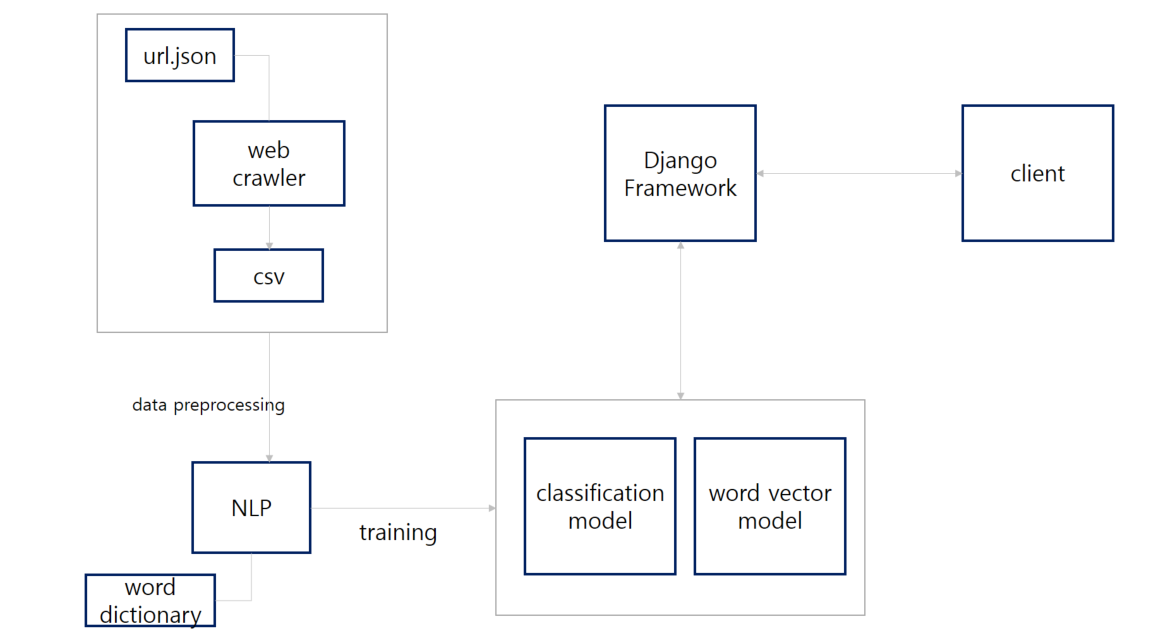 url.json
web
crawler
csv
Django
Framework
client
data preprocessing
NLP
training
word
dictionary
classification
model
word vector
model